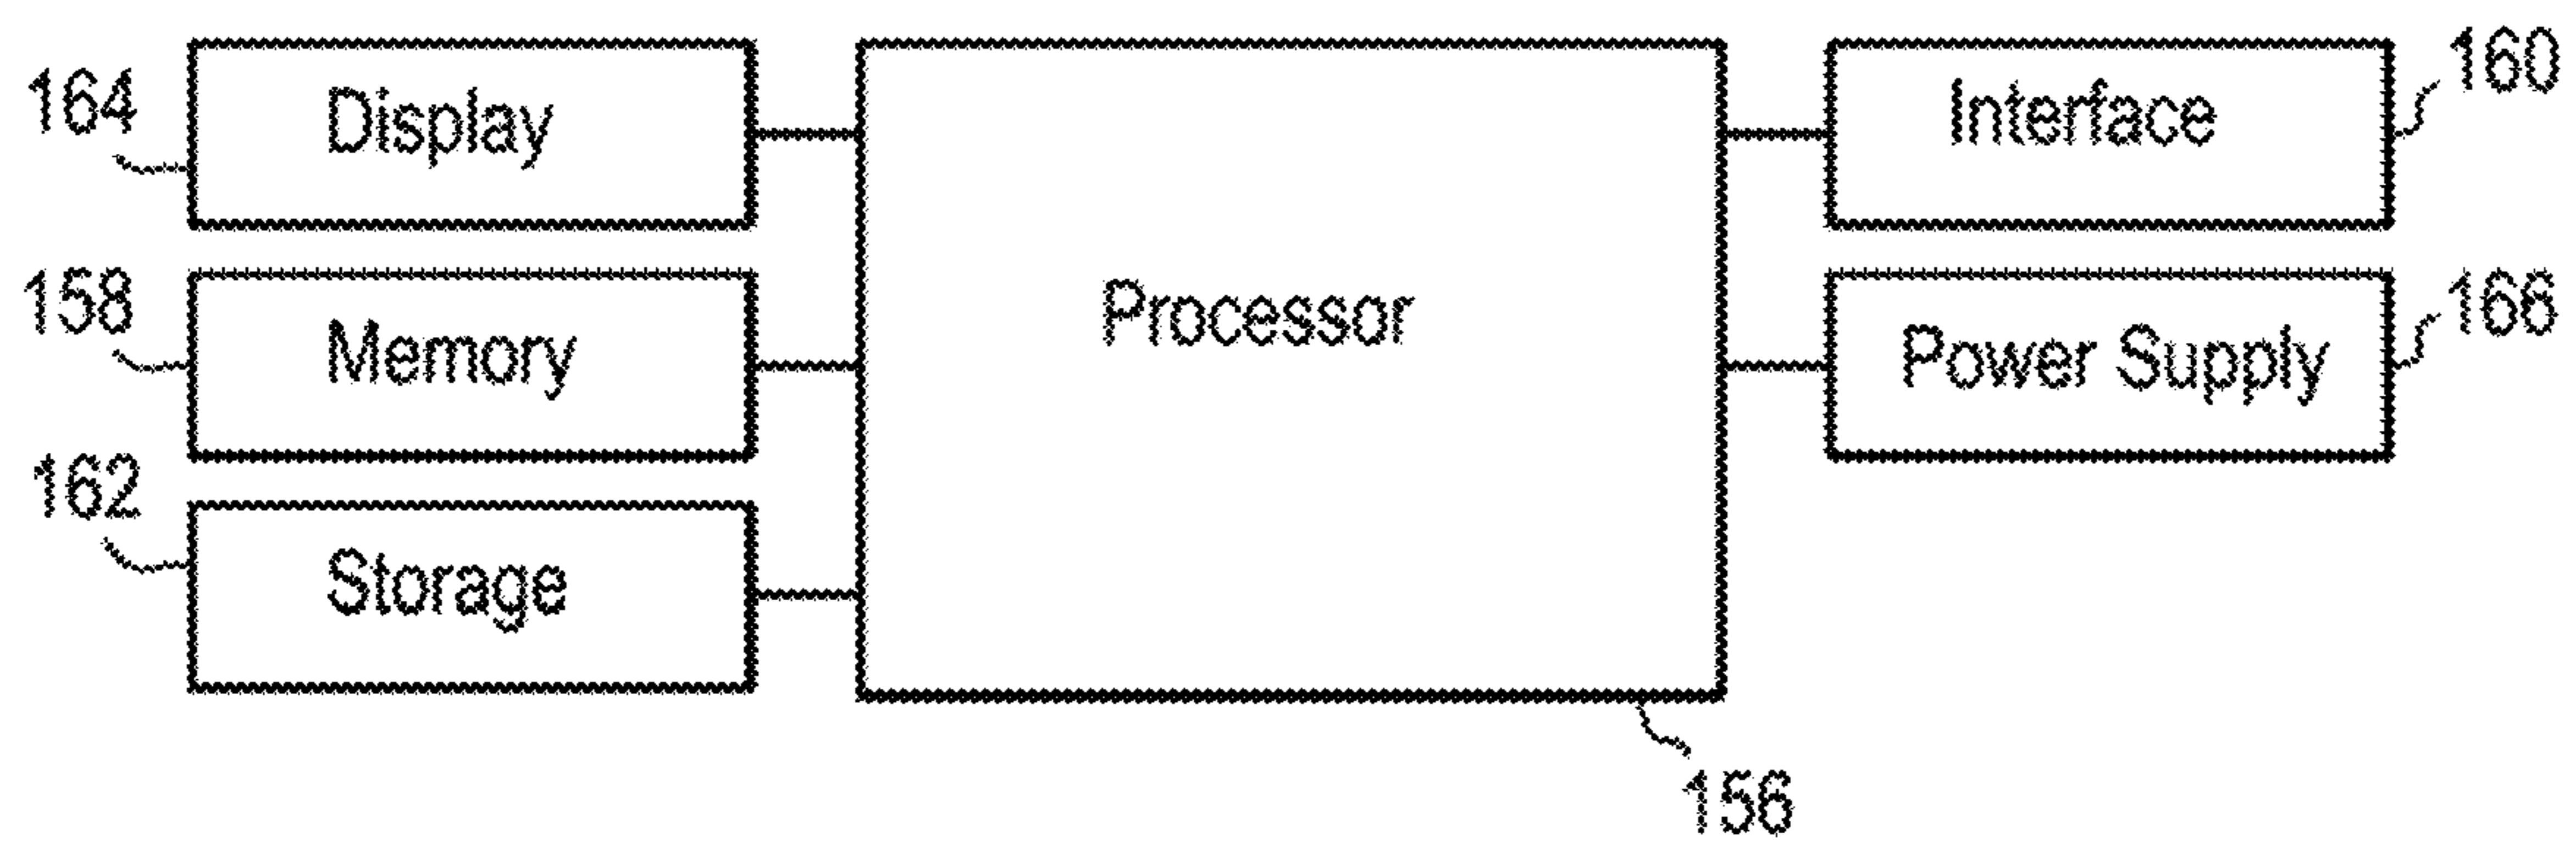 164
Display
158
Memory
162
Storage
Processor
156
Interface
160
Power Supply
166